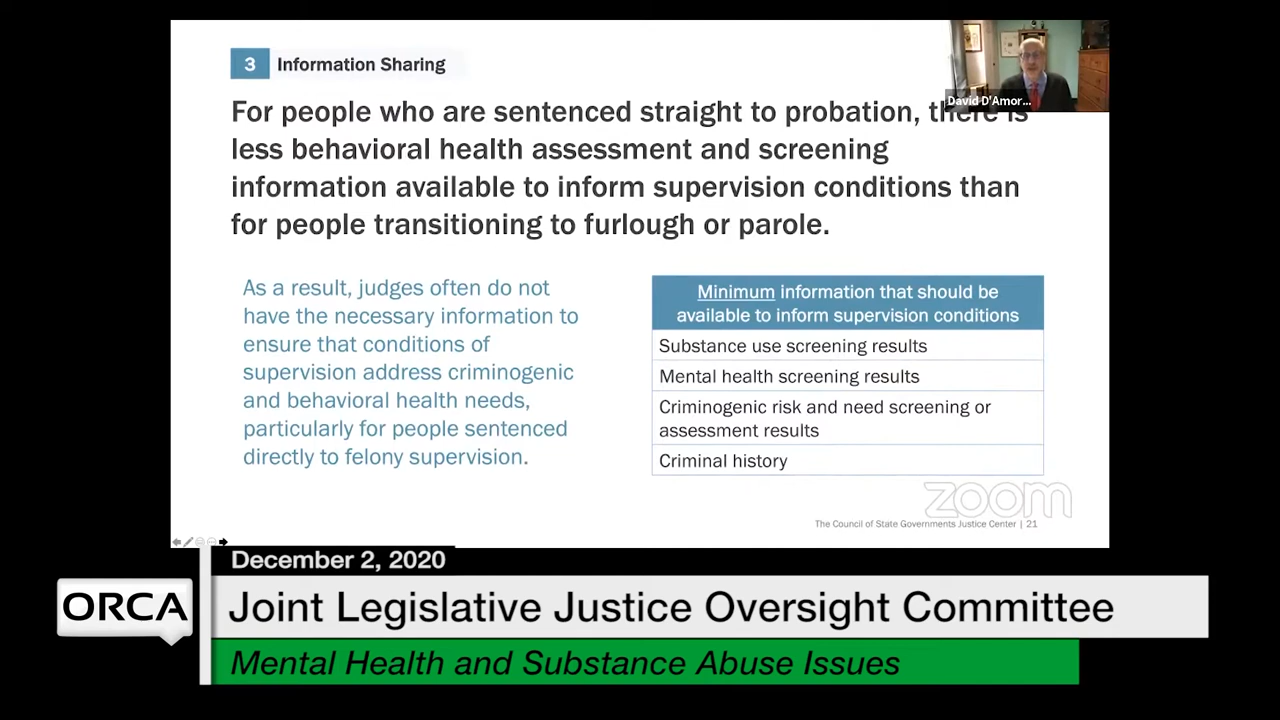 3 Information Sharing
David D'Amor...
For people who are sentenced straight to probation, there is
less behavioral health assessment and screening
information available to inform supervision conditions than
for people transitioning to furlough or parole.
As a result, judges often do not
have the necessary information to
ensure that conditions of
supervision address criminogenic
and behavioral health needs,
particularly for people sentenced
directly to felony supervision.
Minimum information that should be
available to inform supervision conditions
Substance use screening results
Mental health screening results
Criminogenic risk and need screening or
assessment results
Criminal history
zoom
The Council of State Governments Justice Center | 21
December 2, 2020
ORCA
Joint Legislative Justice Oversight Committee
Mental Health and Substance Abuse Issues